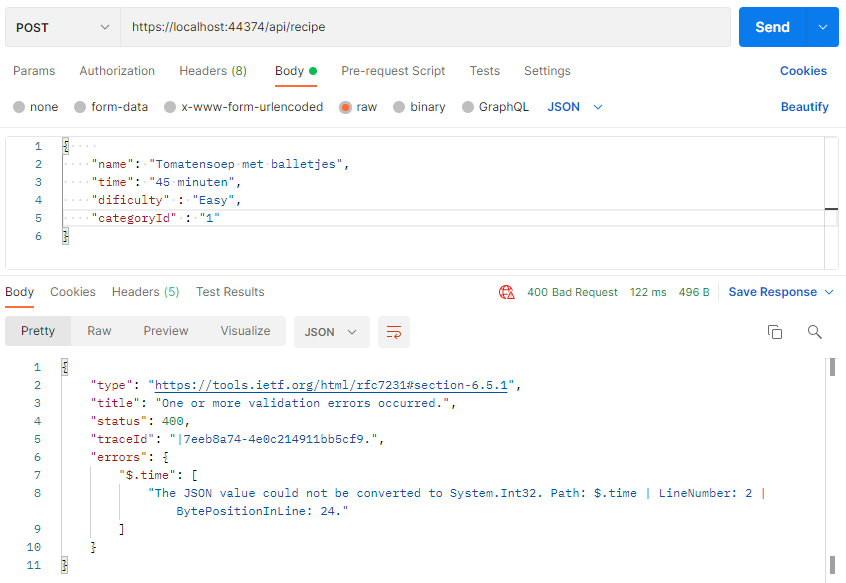 POST https://localhost:44374/api/recipe Send
Params Authorization Headers (8) Body Pre-request Script Tests Settings Cookies
none form-data x-www-form-urlencoded raw binary GraphQL JSON Beautify
1 {
2 "name": "Tomatensoep met balletjes",
3 "time": "45 minuten",
4 "dificulty" : "Easy",
5 "categoryId" : "1"
6 }
Body Cookies Headers (5) Test Results 400 Bad Request 122 ms 496 B Save Response
Pretty Raw Preview Visualize JSON
1 {
2 "type": "https://tools.ietf.org/html/rfc7231#section-6.5.1",
3 "title": "One or more validation errors occurred.",
4 "status": 400,
5 "traceId": "|7eeb8a74-4e0c214911bb5cf9.",
6 "errors": {
7 "$.time": [
8 "The JSON value could not be converted to System.Int32. Path: $.time | LineNumber: 2 |
BytePositionInLine: 24."
9 ]
10 }
11 }